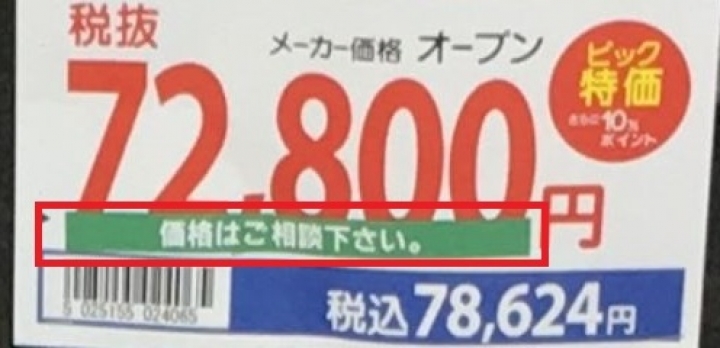 税抜
メーカー価格 オープン
72,800円
ビック
特価
さらに10%
ポイント
価格はご相談下さい。
5 025155 024065
税込78,624円